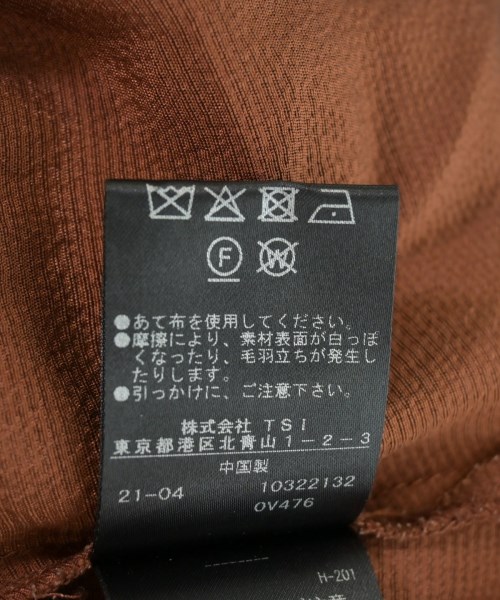 F W
●あて布を使用してください。
●摩擦により、素材表面が白っぽ
くなったり、毛羽立ちが発生し
たりします。
●引っかけに、ご注意下さい。
株式会社 TSI
東京都港区北青山1-2-3
中国製
21-04 10322132
0V476
H-201